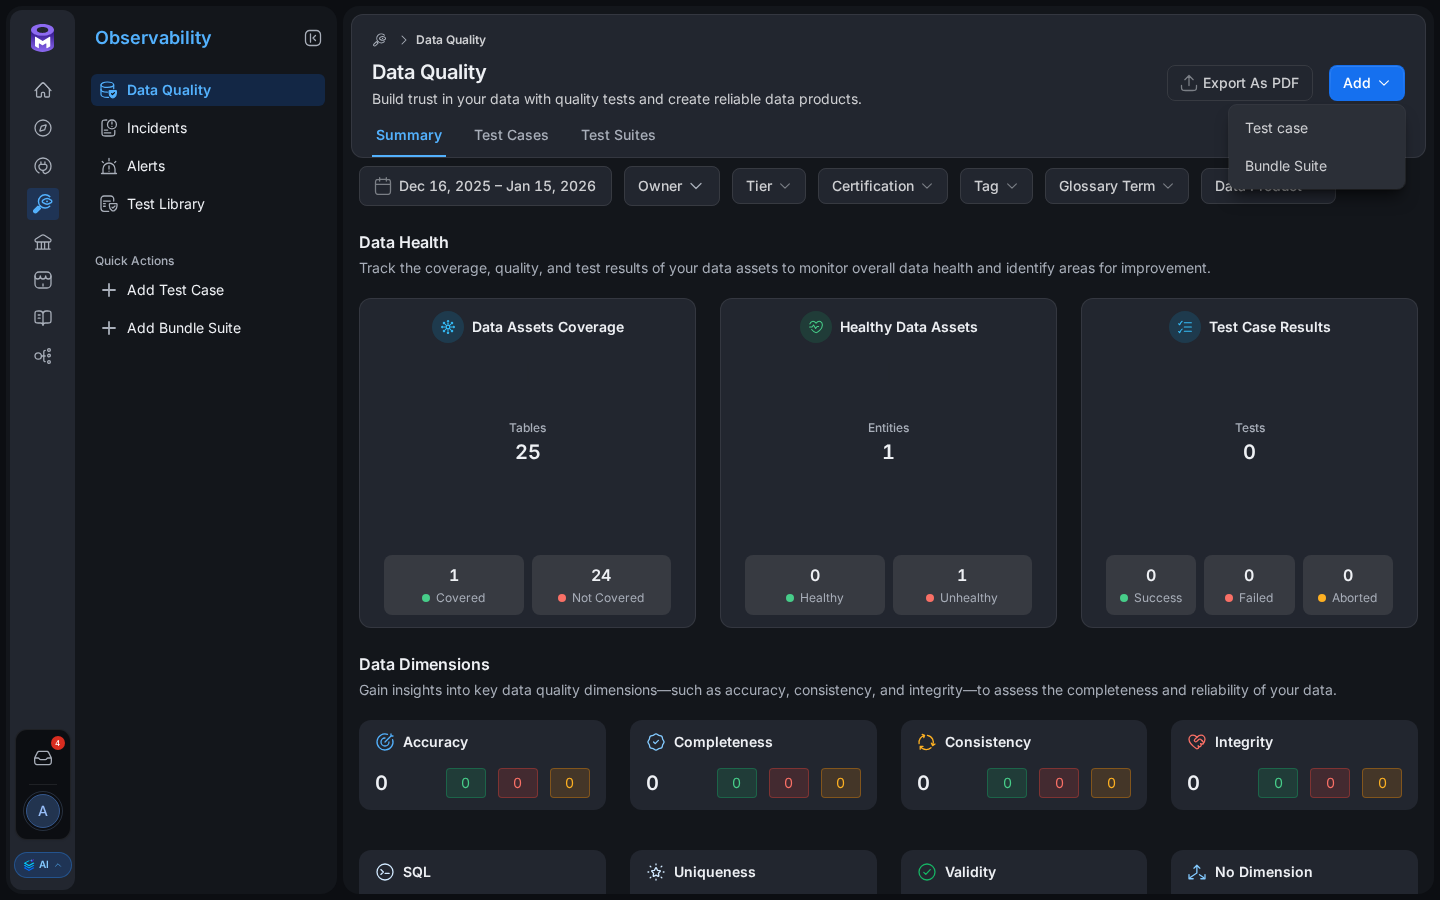 Observability
Data Quality
Incidents
Alerts
Test Library
Quick Actions
Add Test Case
Add Bundle Suite
4
A
AI
Data Quality
Data Quality
Build trust in your data with quality tests and create reliable data products.
Export As PDF
Add
Test case
Bundle Suite
Summary
Test Cases
Test Suites
Dec 16, 2025 – Jan 15, 2026
Owner
Tier
Certification
Tag
Glossary Term
Data Product
Data Health
Track the coverage, quality, and test results of your data assets to monitor overall data health and identify areas for improvement.
Data Assets Coverage
Tables
25
1
Covered
24
Not Covered
Healthy Data Assets
Entities
1
0
Healthy
1
Unhealthy
Test Case Results
Tests
0
0
Success
0
Failed
0
Aborted
Data Dimensions
Gain insights into key data quality dimensions—such as accuracy, consistency, and integrity—to assess the completeness and reliability of your data.
Accuracy
0 0 0 0
Completeness
0 0 0 0
Consistency
0 0 0 0
Integrity
0 0 0 0
SQL
Uniqueness
Validity
No Dimension